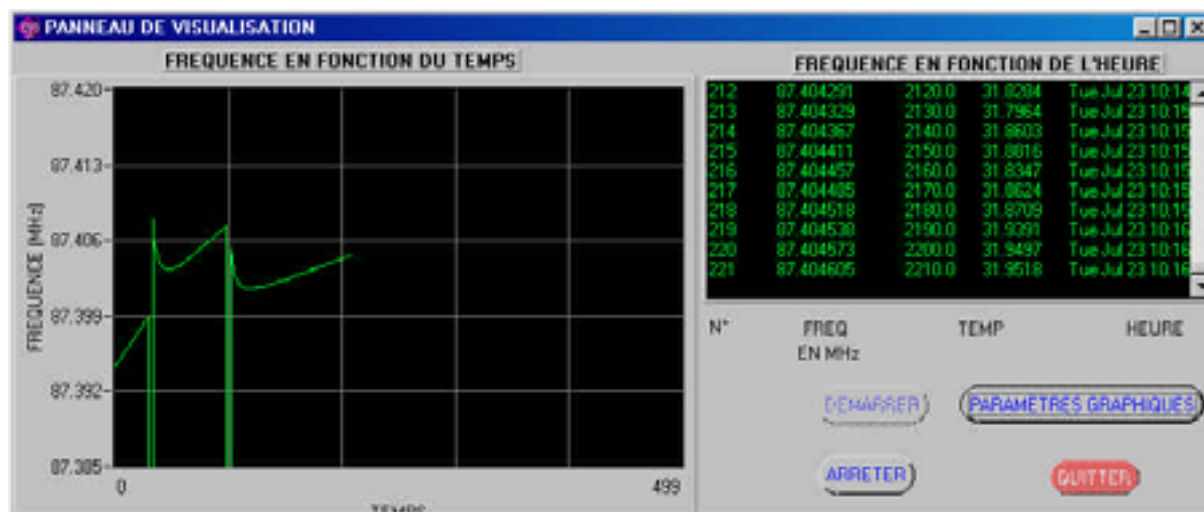 PANNEAU DE VISUALISATION
FREQUENCE EN FONCTION DU TEMPS
87.420
87.413
87.406
87.399
87.392
87.385
FREQUENCE (MHz)
0
499
TEMPS
FREQUENCE EN FONCTION DE L'HEURE
212 87.404291 2120.0 31.8284 Tue Jul 23 10:14
213 87.404329 2130.0 31.7964 Tue Jul 23 10:15
214 87.404367 2140.0 31.8603 Tue Jul 23 10:15
215 87.404411 2150.0 31.8816 Tue Jul 23 10:15
216 87.404457 2160.0 31.8347 Tue Jul 23 10:15
217 87.404485 2170.0 31.8624 Tue Jul 23 10:15
218 87.404518 2180.0 31.8709 Tue Jul 23 10:15
219 87.404538 2190.0 31.9391 Tue Jul 23 10:16
220 87.404573 2200.0 31.9497 Tue Jul 23 10:16
221 87.404605 2210.0 31.9518 Tue Jul 23 10:16
N° FREQ TEMP HEURE
EN MHz
DEMARRER PARAMETRES GRAPHIQUES
ARRETER QUITTER